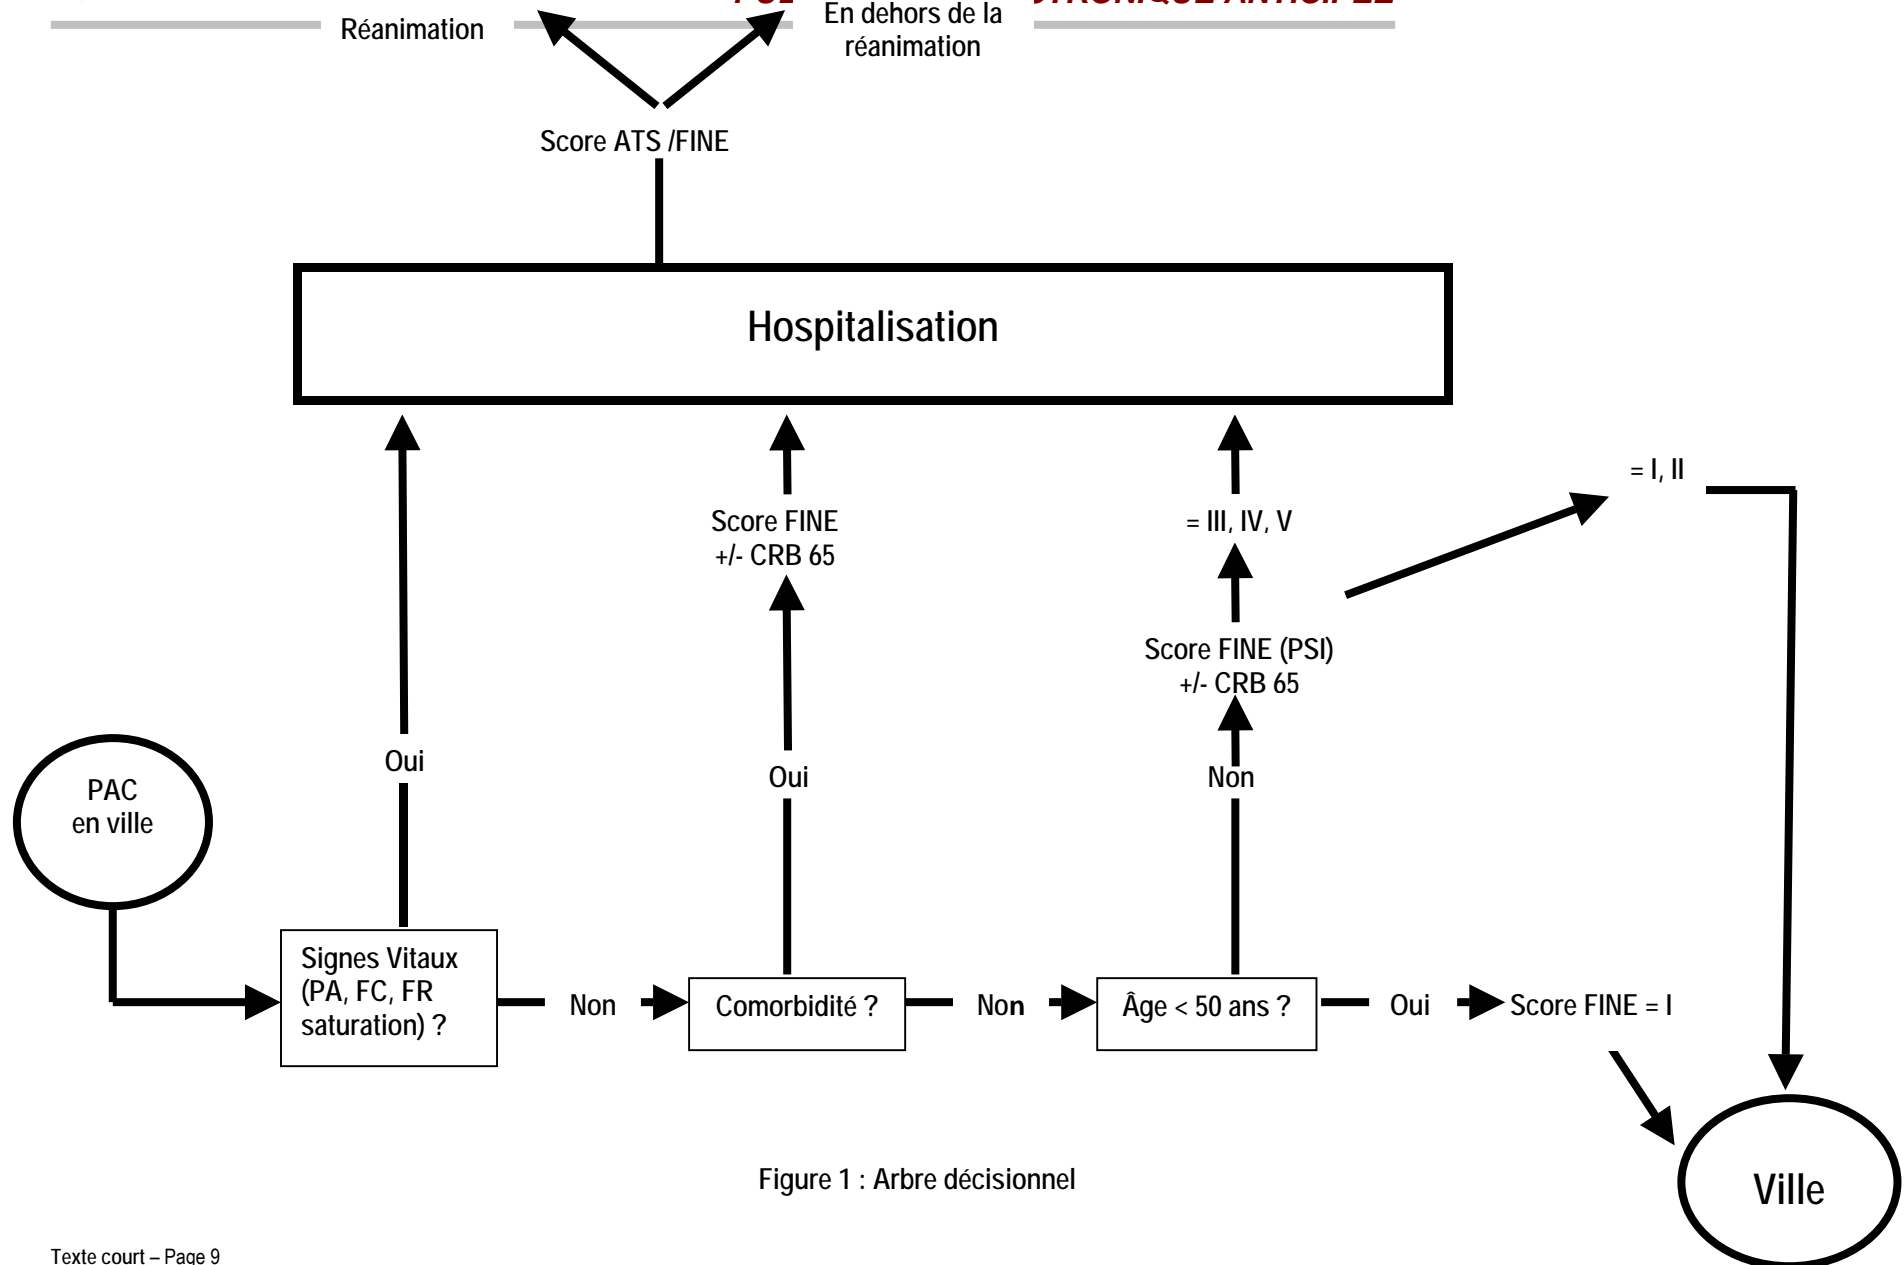 ANTICIPÉE
En dehors de la
réanimation
Réanimation
Score ATS /FINE
Hospitalisation
= I, II
Score FINE
+/- CRB 65
= III, IV, V
Score FINE (PSI)
+/- CRB 65
Oui
Oui
Non
PAC
en ville
Signes Vitaux
(PA, FC, FR
saturation) ?
Non
Comorbidité ?
Non
Âge < 50 ans ?
Oui
Score FINE = I
Ville
Figure 1 : Arbre décisionnel
Texte court – Page 9